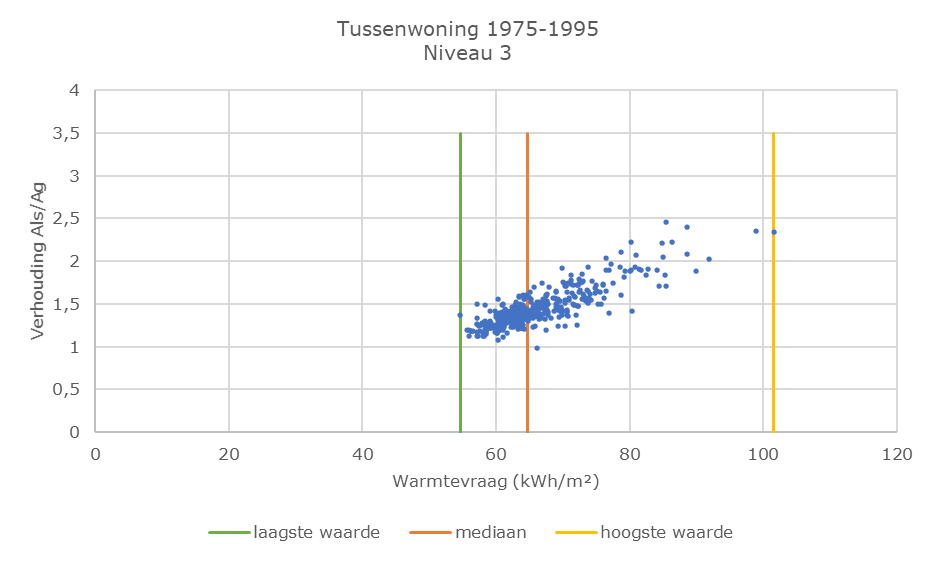 Tussenwoning 1975-1995
Niveau 3
4
3,5
3
2,5
2
1,5
1
0,5
0
Verhouding Als/Ag
0 20 40 60 80 100 120
Warmtevraag (kWh/m²)
laagste waarde mediaan hoogste waarde